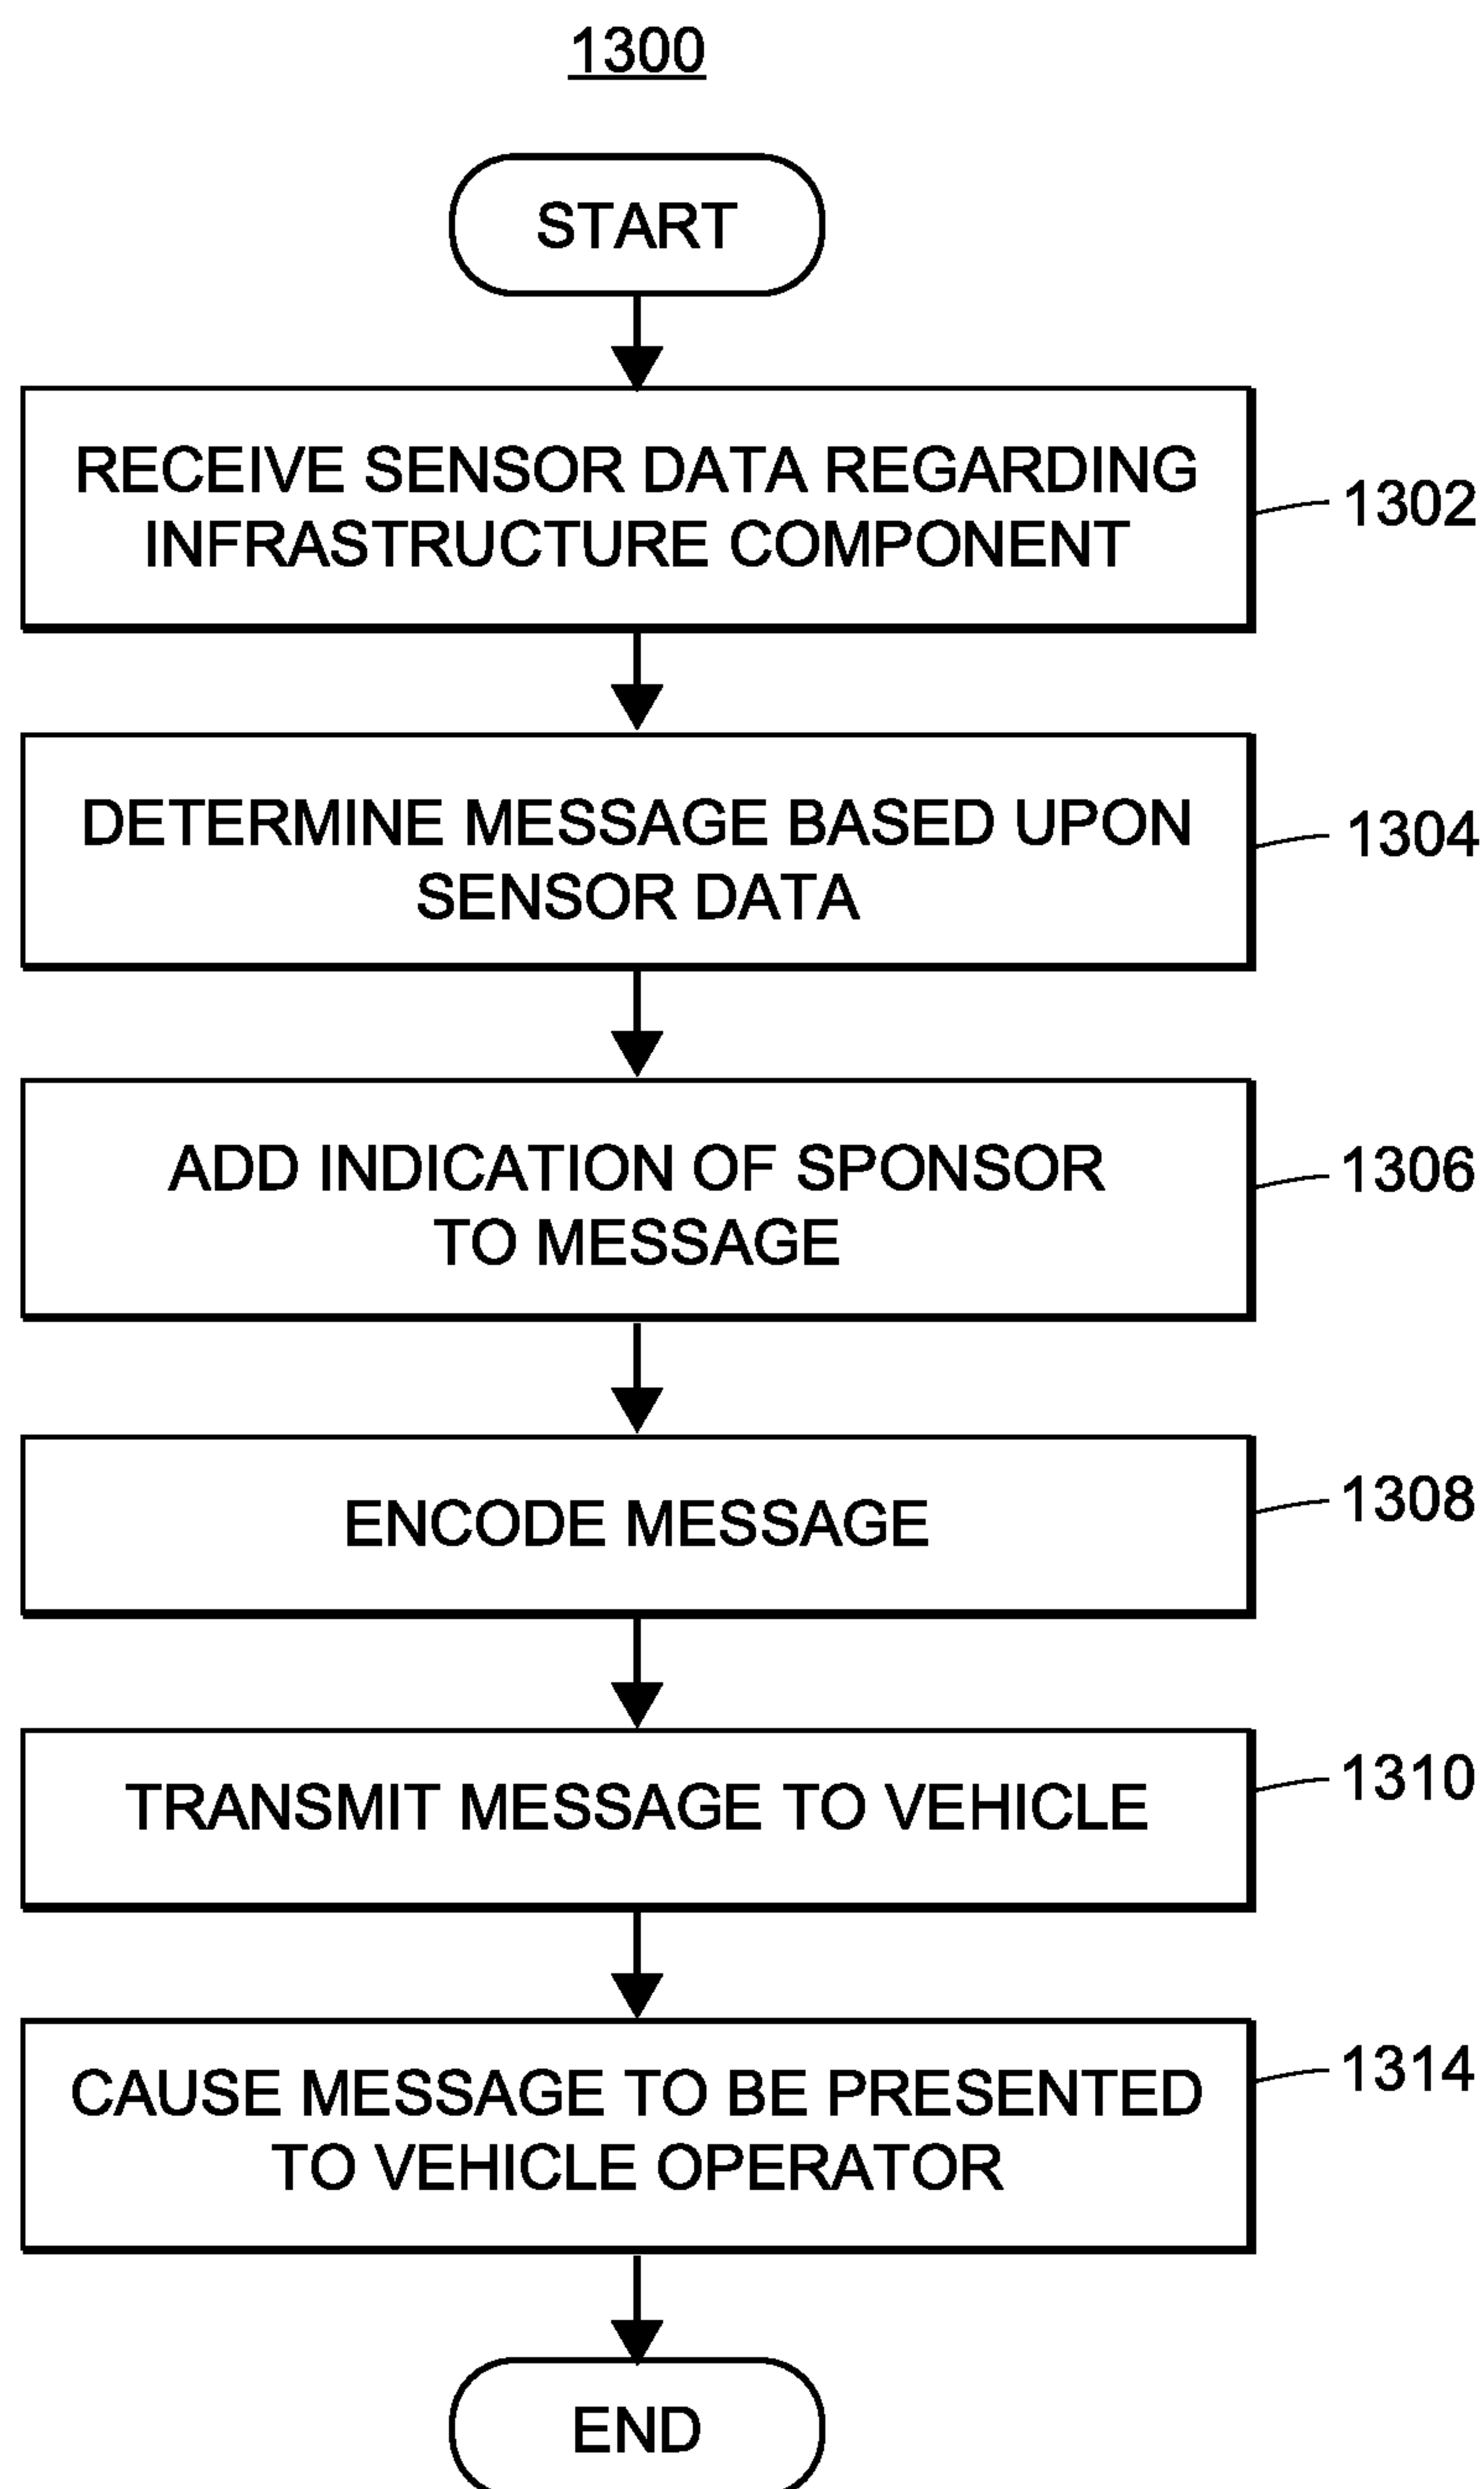 1300
START
RECEIVE SENSOR DATA REGARDING
INFRASTRUCTURE COMPONENT
1302
DETERMINE MESSAGE BASED UPON
SENSOR DATA
1304
ADD INDICATION OF SPONSOR
TO MESSAGE
1306
ENCODE MESSAGE
1308
TRANSMIT MESSAGE TO VEHICLE
1310
CAUSE MESSAGE TO BE PRESENTED
TO VEHICLE OPERATOR
1314
END